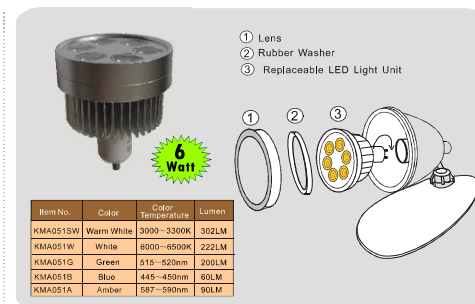 ① Lens
② Rubber Washer
③ Replaceable LED Light Unit
① ② ③
6
Watt
Item No. Color Color Temperature Lumen
KMA051SW Warm White 3000~3300K 302LM
KMA051W White 6000~6500K 222LM
KMA051G Green 515~520nm 200LM
KMA051B Blue 445~450nm 60LM
KMA051A Amber 587~590nm 90LM